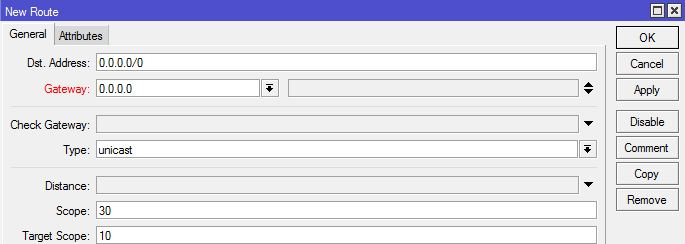 New Route
General Attributes OK
Dst. Address: 0.0.0.0/0 Cancel
Gateway: 0.0.0.0 Apply
Check Gateway: Disable
Type: unicast Comment
Copy
Distance: Remove
Scope: 30
Target Scope: 10